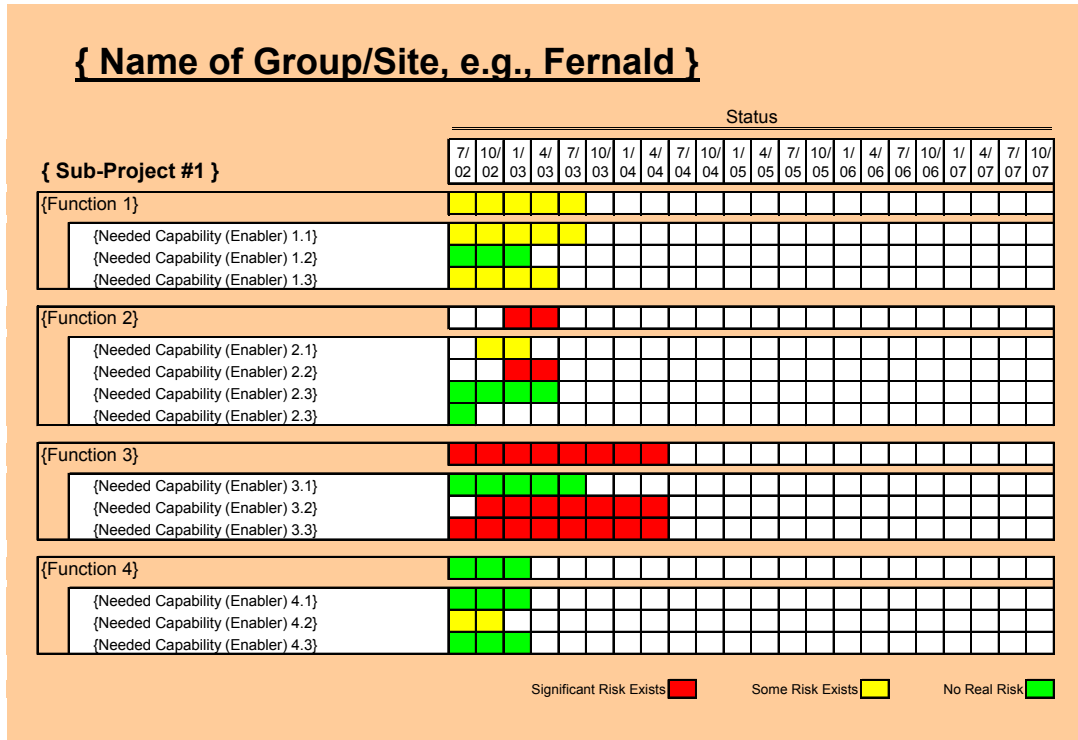 { Name of Group/Site, e.g., Fernald }
Status
{ Sub-Project #1 }
7/ 10/ 1/ 4/ 7/ 10/ 1/ 4/ 7/ 10/ 1/ 4/ 7/ 10/ 1/ 4/ 7/ 10/ 1/ 4/ 7/ 10/
02 02 03 03 03 03 04 04 04 04 05 05 05 05 06 06 06 06 07 07 07 07
{Function 1}
{Needed Capability (Enabler) 1.1}
{Needed Capability (Enabler) 1.2}
{Needed Capability (Enabler) 1.3}
{Function 2}
{Needed Capability (Enabler) 2.1}
{Needed Capability (Enabler) 2.2}
{Needed Capability (Enabler) 2.3}
{Needed Capability (Enabler) 2.3}
{Function 3}
{Needed Capability (Enabler) 3.1}
{Needed Capability (Enabler) 3.2}
{Needed Capability (Enabler) 3.3}
{Function 4}
{Needed Capability (Enabler) 4.1}
{Needed Capability (Enabler) 4.2}
{Needed Capability (Enabler) 4.3}
Significant Risk Exists Some Risk Exists No Real Risk